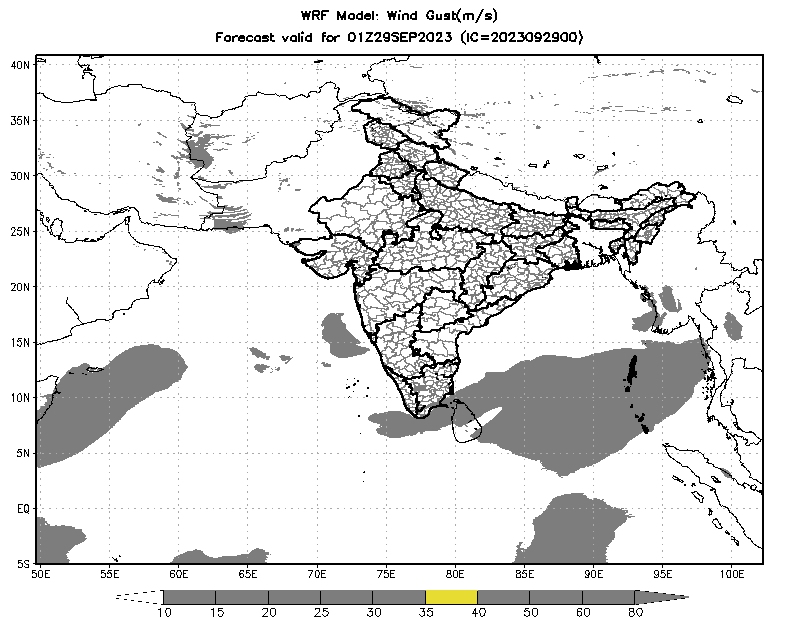 WRF Model: Wind Gust(m/s)
Forecast valid for 01Z29SEP2023 (IC=2023092900)
40N
35N
30N
25N
20N
15N
10N
5N
EQ
5S
50E 55E 60E 65E 70E 75E 80E 85E 90E 95E 100E
10 15 20 25 30 35 40 50 60 80